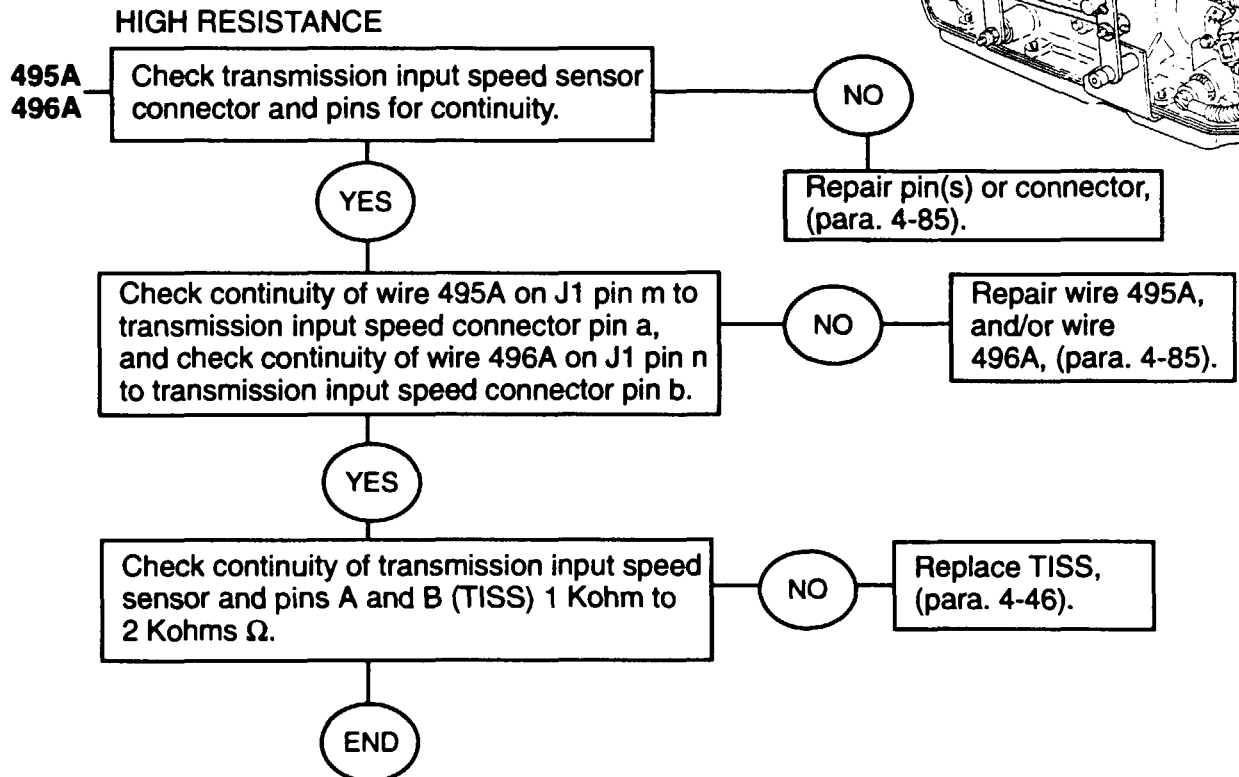 HIGH RESISTANCE
495A
496A
Check transmission input speed sensor
connector and pins for continuity.
NO
Repair pin(s) or connector,
(para. 4-85).
YES
Check continuity of wire 495A on J1 pin m to
transmission input speed connector pin a,
and check continuity of wire 496A on J1 pin n
to transmission input speed connector pin b.
NO
Repair wire 495A,
and/or wire
496A, (para. 4-85).
YES
Check continuity of transmission input speed
sensor and pins A and B (TISS) 1 Kohm to
2 Kohms Ω.
NO
Replace TISS,
(para. 4-46).
END